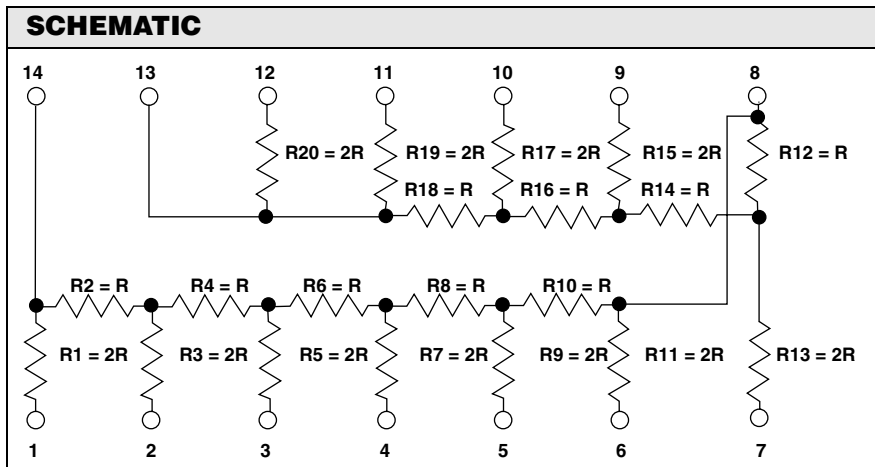 SCHEMATIC
14 13 12 11 10 9 8
R20 = 2R R19 = 2R R17 = 2R R15 = 2R R12 = R
R18 = R R16 = R R14 = R
R2 = R R4 = R R6 = R R8 = R R10 = R
R1 = 2R R3 = 2R R5 = 2R R7 = 2R R9 = 2R R11 = 2R R13 = 2R
1 2 3 4 5 6 7